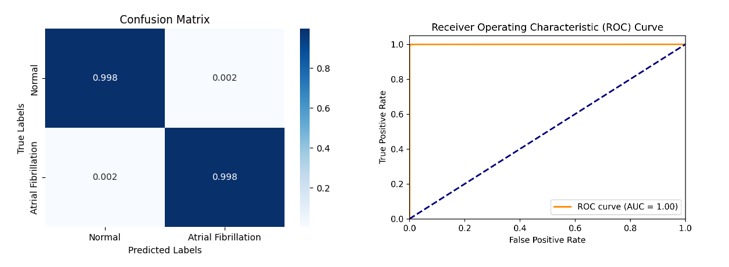 Confusion Matrix
True Labels
Normal
Atrial Fibrillation
0.998
0.002
0.002
0.998
Normal
Atrial Fibrillation
Predicted Labels
0.8
0.6
0.4
0.2
Receiver Operating Characteristic (ROC) Curve
True Positive Rate
1.0
0.8
0.6
0.4
0.2
0.0
ROC curve (AUC = 1.00)
0.0
0.2
0.4
0.6
0.8
1.0
False Positive Rate